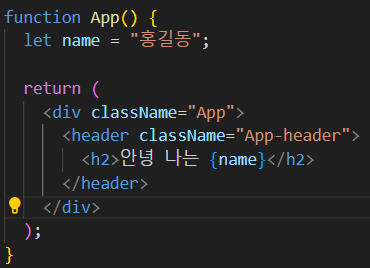 function App() {
let name = "홍길동";
return (
<div className="App">
<header className="App-header">
<h2>안녕 나는 {name}</h2>
</header>
</div>
);
}